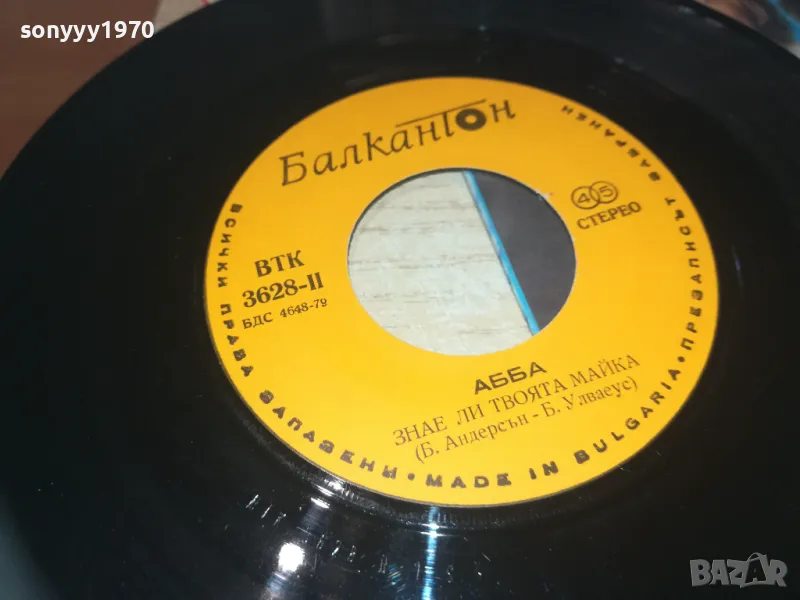 sonyyy1970
Балкантон
ВТК
3628-II
БДС 4648-79
45
СТЕРЕО
АББА
ЗНАЕ ЛИ ТВОЯТА МАЙКА
(Б. Андерсън - Б. Улваеус)
ВСИЧКИ ПРАВА ЗАПАЗЕНИ • MADE IN BULGARIA • ПРЕЗАПИСЪТ ЗАБРАНЕН
BAZAR